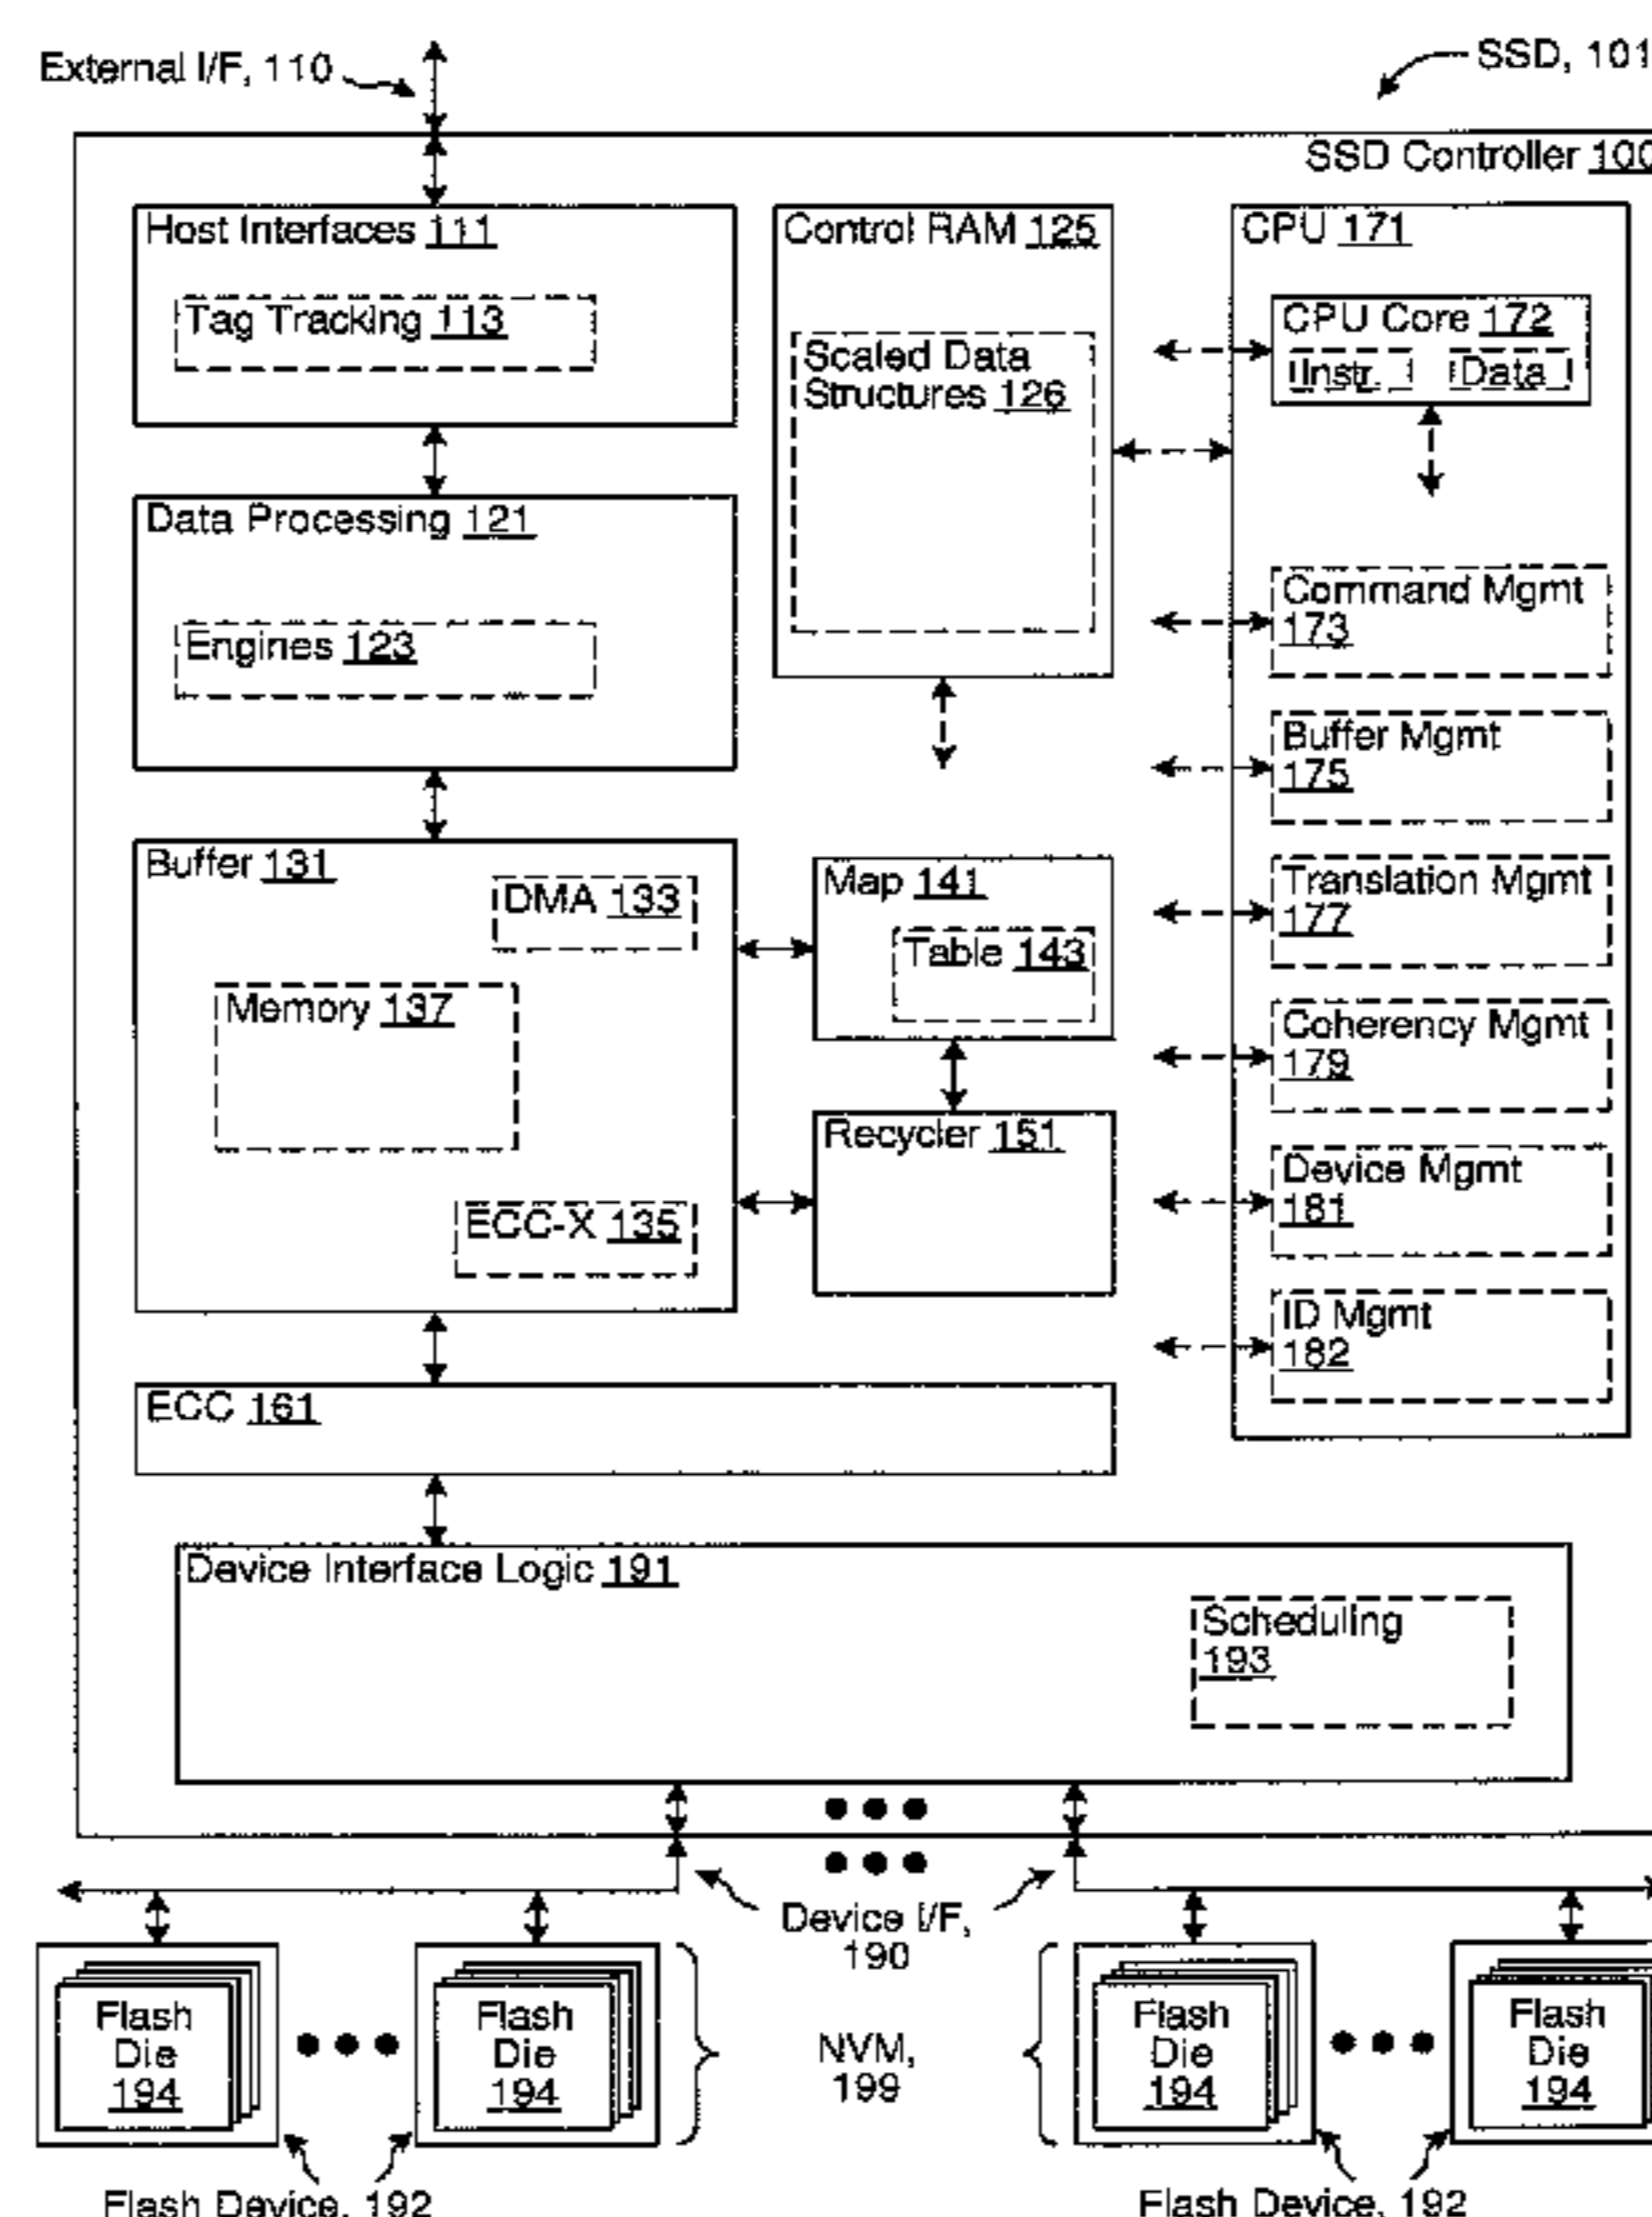 External I/F, 110
SSD, 101
SSD Controller 100
Host Interfaces 111
Tag Tracking 113
Data Processing 121
Engines 123
Buffer 131
DMA 133
Memory 137
ECC-X 135
Control RAM 125
Scaled Data
Structures 126
Map 141
Table 143
Recycler 151
CPU 171
CPU Core 172
Instr.
Data
Command Mgmt
173
Buffer Mgmt
175
Translation Mgmt
177
Coherency Mgmt
179
Device Mgmt
181
ID Mgmt
182
ECC 161
Device Interface Logic 191
Scheduling
193
Device I/F,
190
Flash
Die
194
Flash
Die
194
NVM,
199
Flash
Die
194
Flash
Die
194
Flash Device, 192
Flash Device, 192